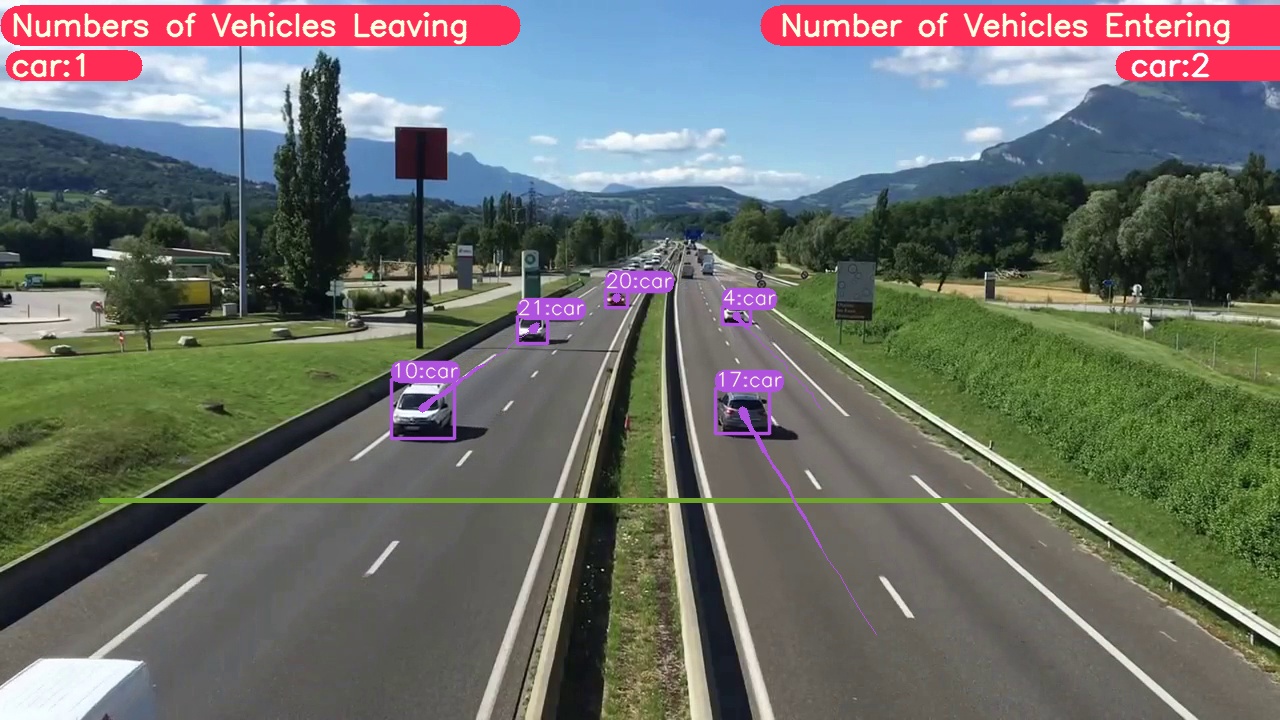 Numbers of Vehicles Leaving
Number of Vehicles Entering
car:1
car:2
20:car
4:car
21:car
10:car
17:car